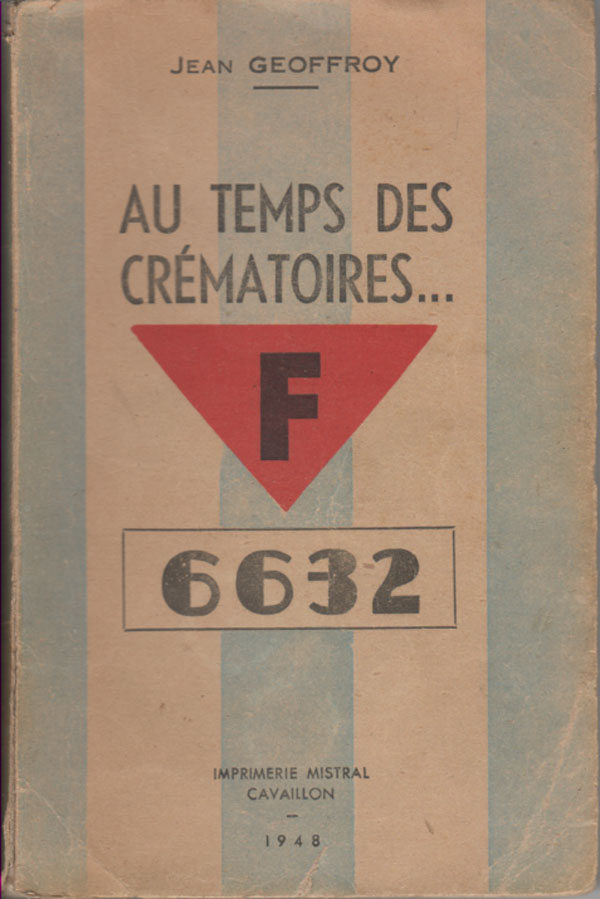 JEAN GEOFFROY
AU TEMPS DES
CRÉMATOIRES...
F
6632
IMPRIMERIE MISTRAL
CAVAILLON
—
1948